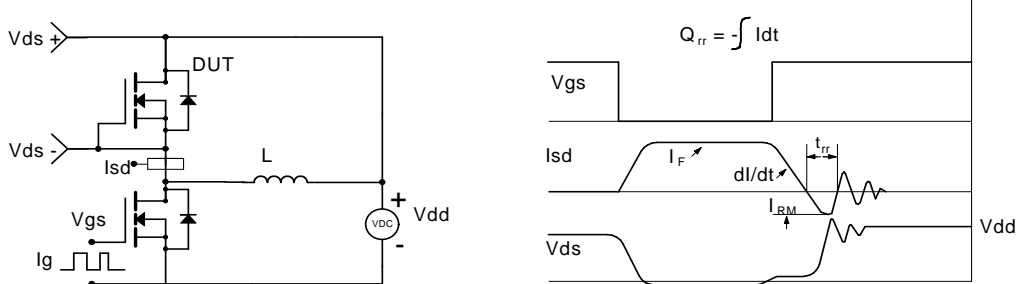 Vds +
DUT
Vds -
Isd
L
Vgs
+
VDC
-
Vdd
Ig
Q rr = - ∫ Idt
Vgs
Isd
I F
dI/dt
t rr
I RM
Vds
Vdd